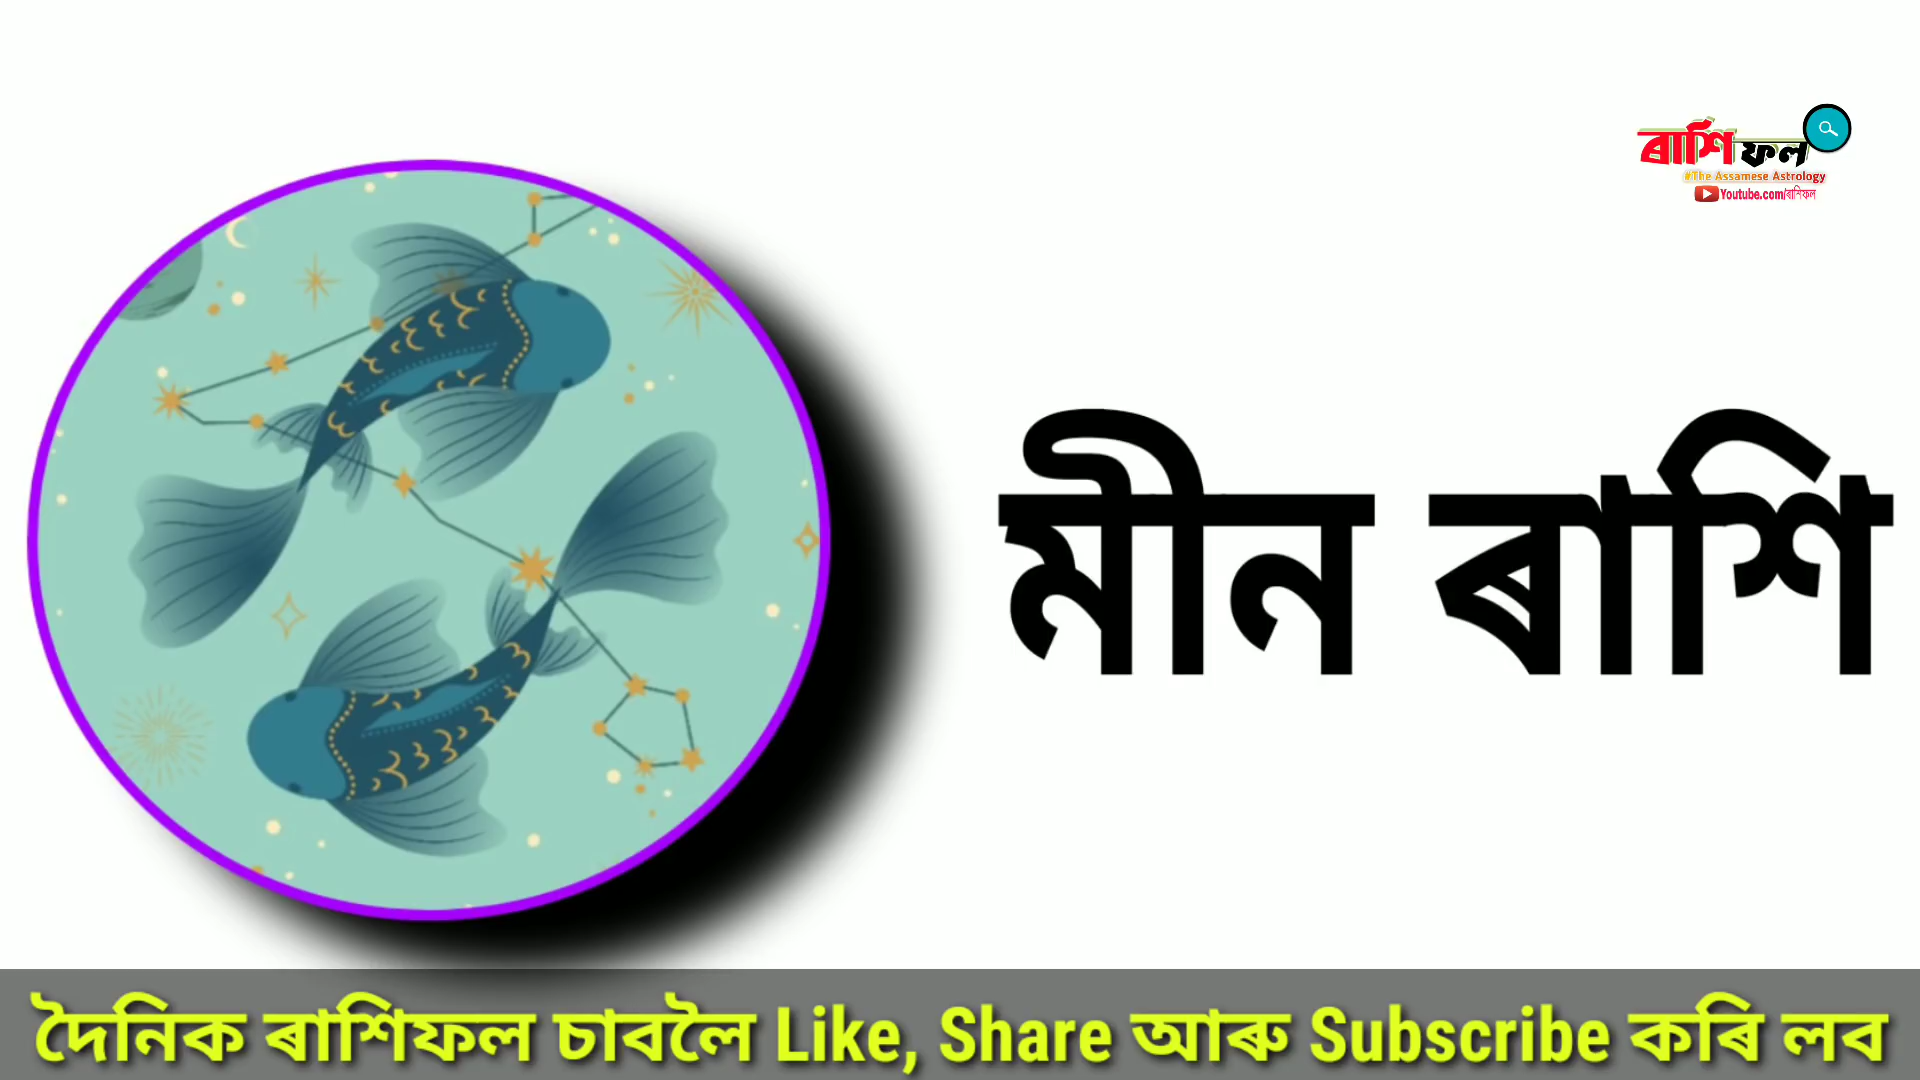 ৰাশি ফল
#The Assamese Astrology
Youtube.com/ৰাশিফল
মীন ৰাশি
দৈনিক ৰাশিফল চাবলৈ Like, Share আৰু Subscribe কৰি লব